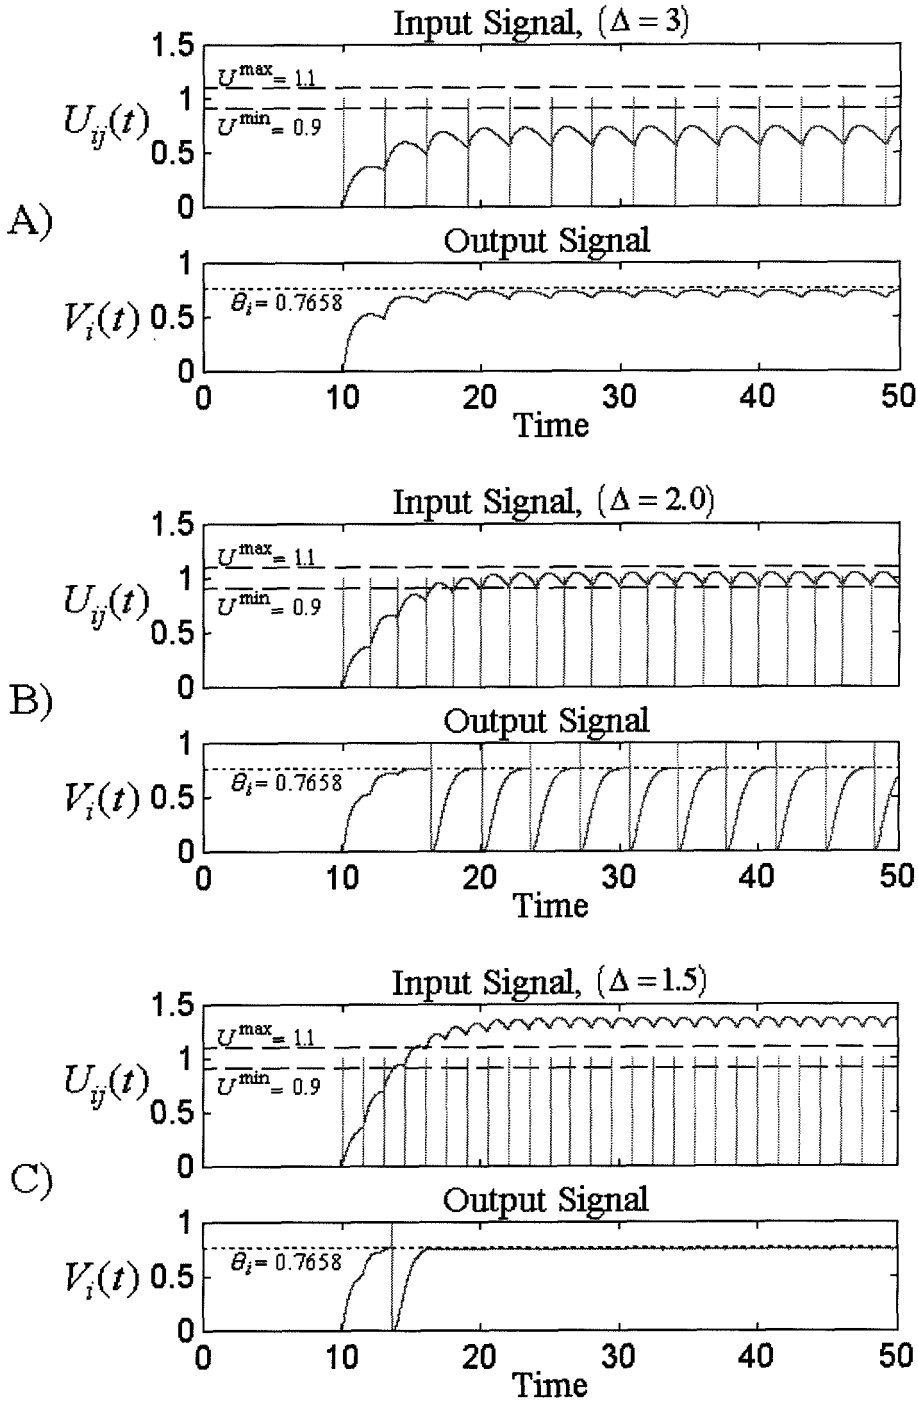 Input Signal, (Δ = 3)
1.5
U^max = 1.1
1
U_ij(t)
U^min = 0.9
0.5
0
A)
Output Signal
1
θ_i = 0.7658
V_i(t) 0.5
0
0 10 20 30 40 50
Time
Input Signal, (Δ = 2.0)
1.5
U^max = 1.1
1
U_ij(t)
U^min = 0.9
0.5
0
B)
Output Signal
1
θ_i = 0.7658
V_i(t) 0.5
0
0 10 20 30 40 50
Time
Input Signal, (Δ = 1.5)
1.5
U^max = 1.1
1
U_ij(t)
U^min = 0.9
0.5
0
C)
Output Signal
1
θ_i = 0.7658
V_i(t) 0.5
0
0 10 20 30 40 50
Time